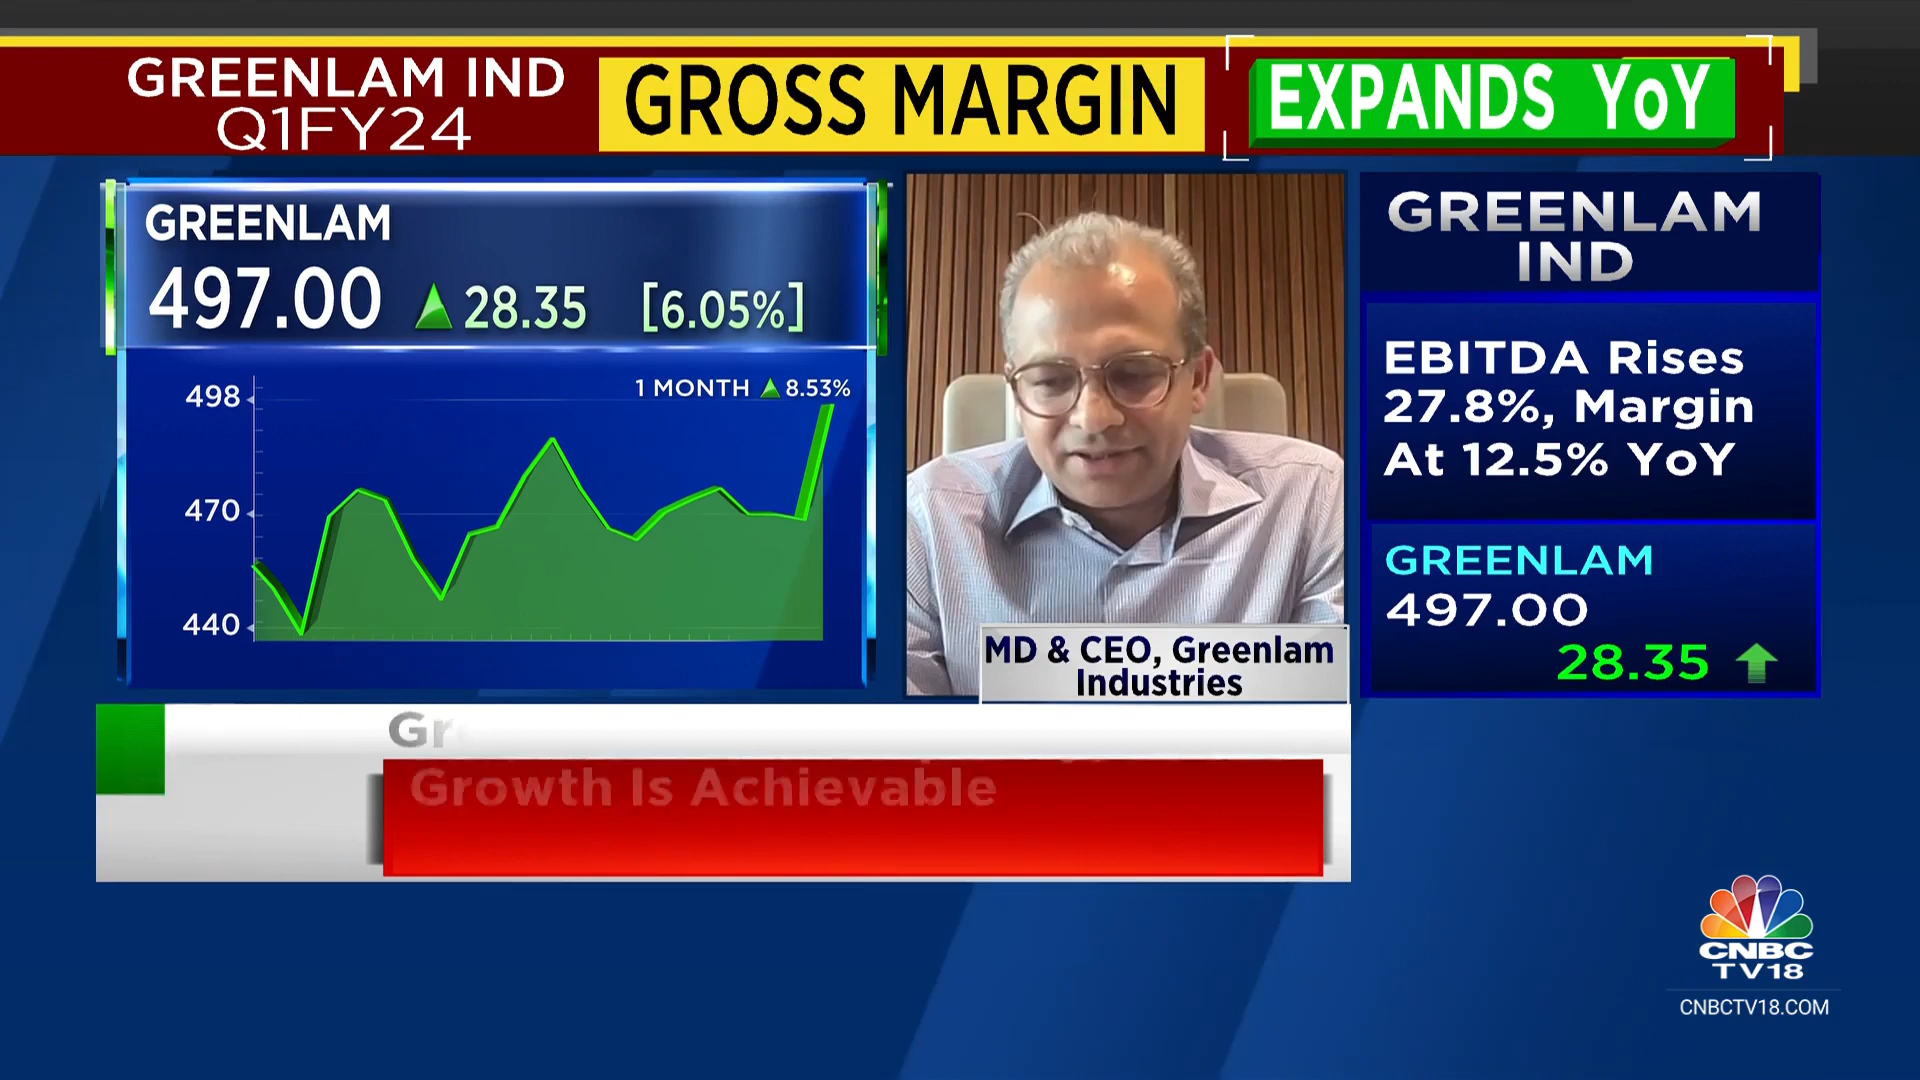 GREENLAM IND
Q1FY24
GROSS MARGIN
EXPANDS YoY
GREENLAM
497.00 ▲ 28.35 [6.05%]
1 MONTH ▲ 8.53%
498
470
440
MD & CEO, Greenlam
Industries
GREENLAM
IND
EBITDA Rises
27.8%, Margin
At 12.5% YoY
GREENLAM
497.00
28.35
Growth Is Achievable
CNBC
TV18
CNBCTV18.COM